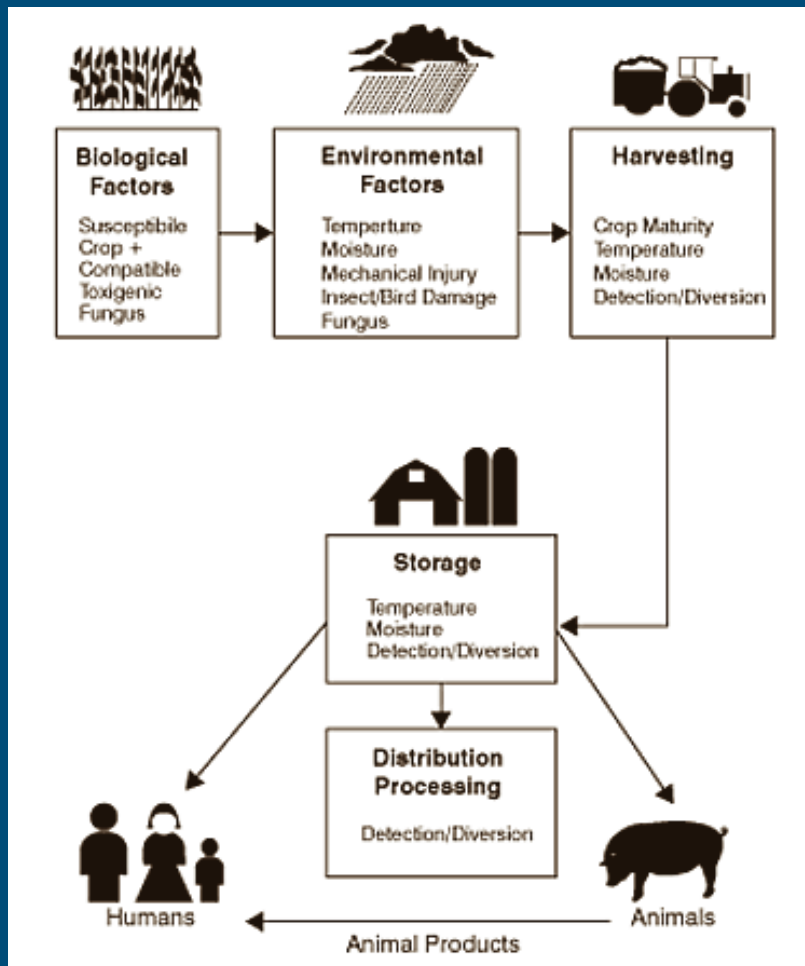 Biological
Factors
Susceptibile
Crop +
Compatible
Toxigenic
Fungus
Environmental
Factors
Temperture
Moisture
Mechanical Injury
Insect/Bird Damage
Fungus
Harvesting
Crop Maturity
Temperature
Moisture
Detection/Diversion
Storage
Temperature
Moisture
Detection/Diversion
Distribution
Processing
Detection/Diversion
Humans
Animals
Animal Products